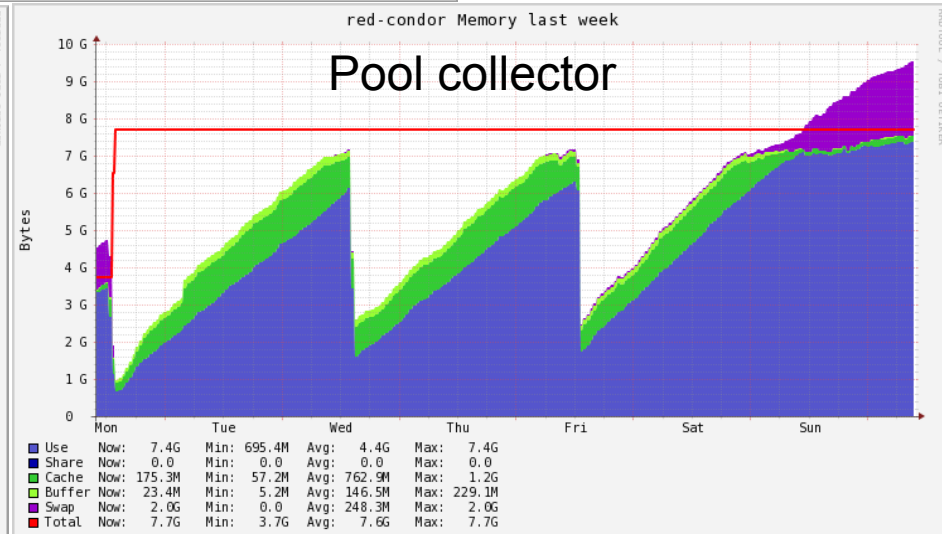 red-condor Memory last week
Pool collector
10 G
9 G
8 G
7 G
6 G
5 G
4 G
3 G
2 G
1 G
0
Bytes
Mon Tue Wed Thu Fri Sat Sun
Use Now: 7.4G Min: 695.4M Avg: 4.4G Max: 7.4G
Share Now: 0.0 Min: 0.0 Avg: 0.0 Max: 0.0
Cache Now: 175.3M Min: 57.2M Avg: 762.9M Max: 1.2G
Buffer Now: 23.4M Min: 5.2M Avg: 146.5M Max: 229.1M
Swap Now: 2.0G Min: 0.0 Avg: 248.3M Max: 2.0G
Total Now: 7.7G Min: 3.7G Avg: 7.6G Max: 7.7G